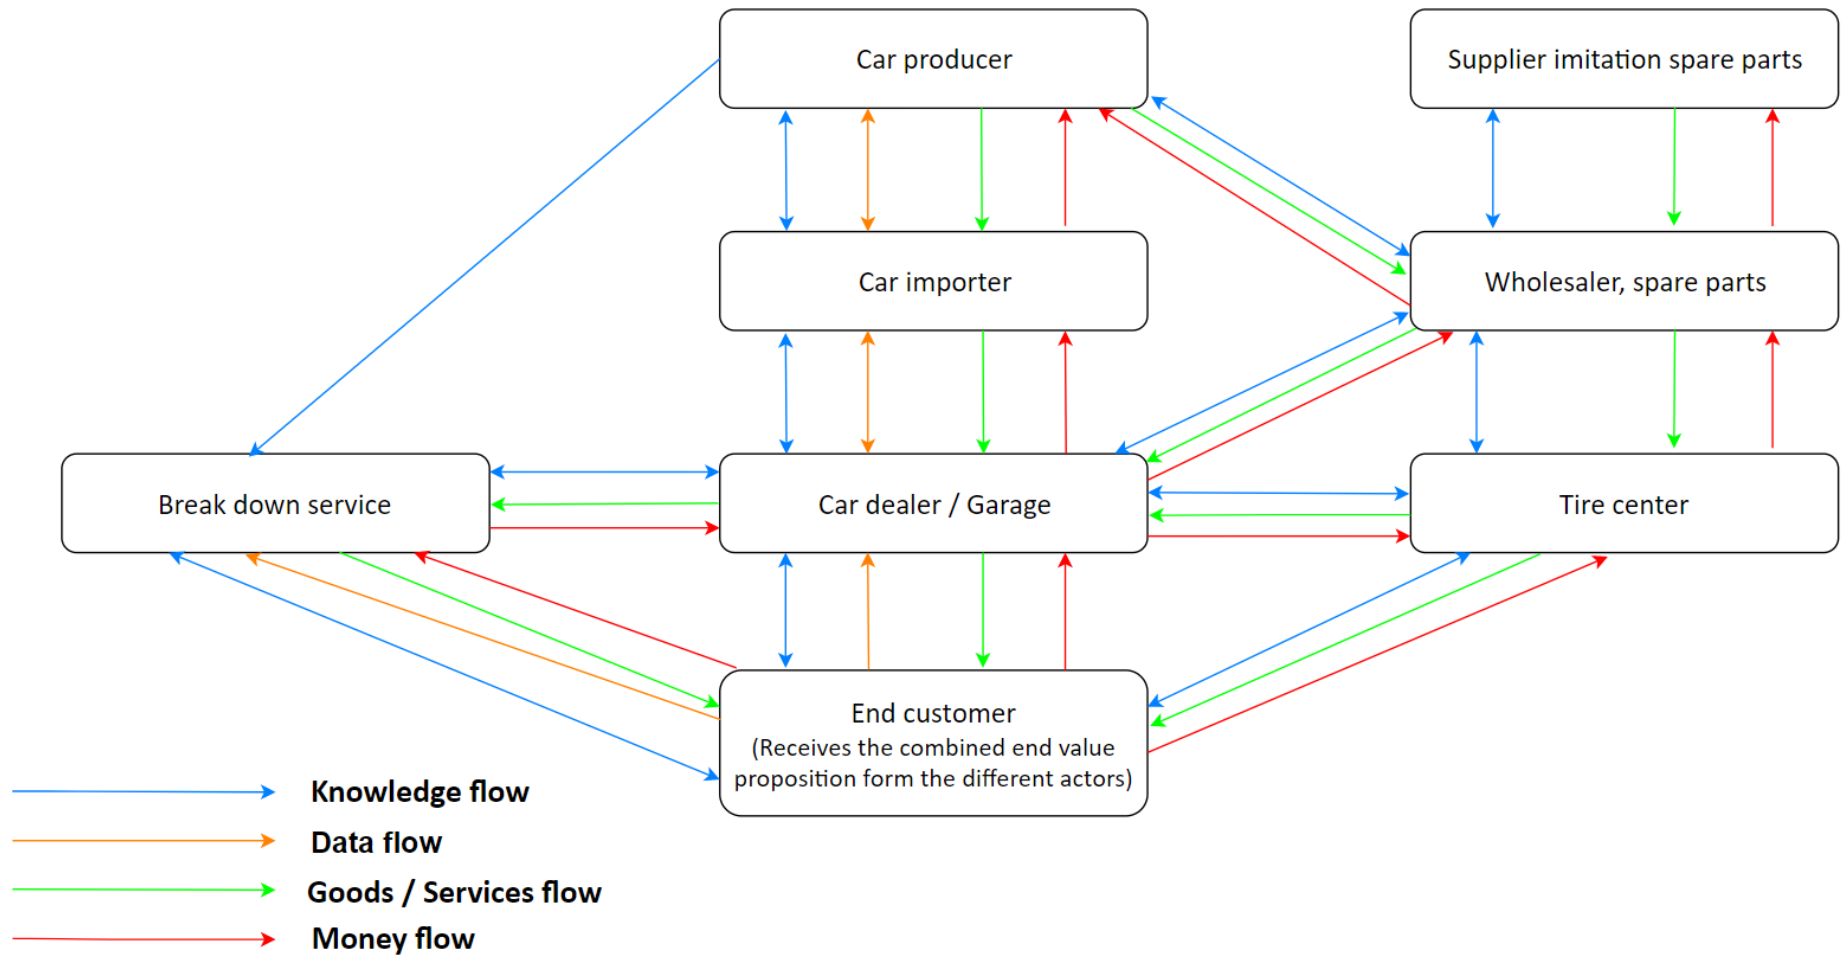 Car producer
Supplier imitation spare parts
Car importer
Wholesaler, spare parts
Break down service
Car dealer / Garage
Tire center
End customer
(Receives the combined end value
proposition form the different actors)
Knowledge flow
Data flow
Goods / Services flow
Money flow